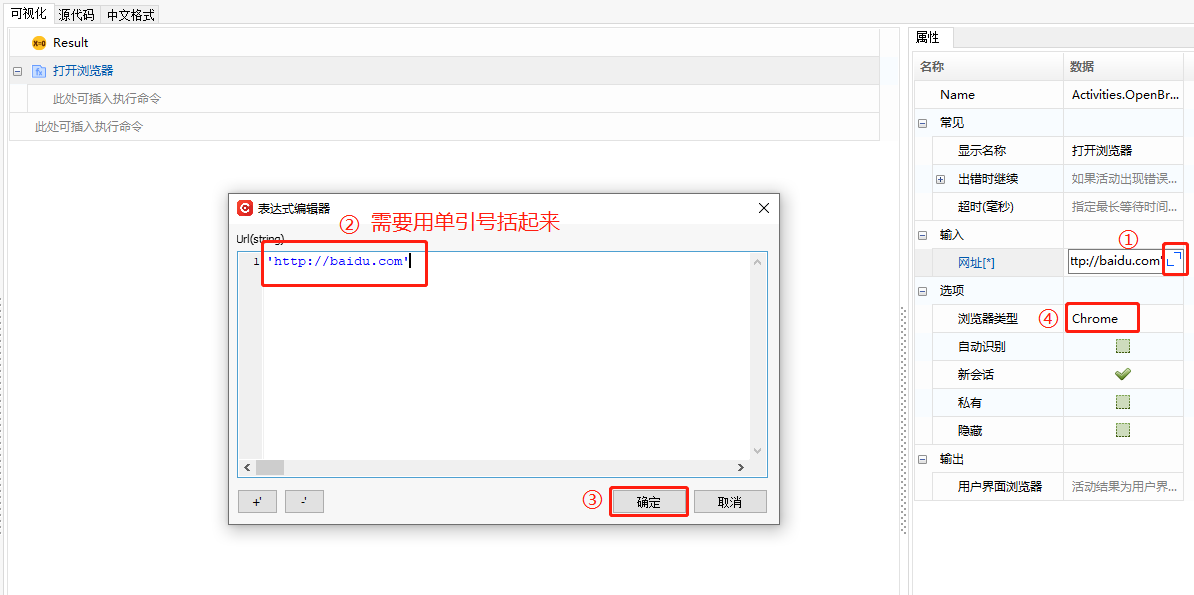 可视化 源代码 中文格式
Result
打开浏览器
此处可插入执行命令
此处可插入执行命令
表达式编辑器
② 需要用单引号括起来
Url(string)
1 'http://baidu.com'
+' -'
③ 确定 取消
属性
名称 数据
Name Activities.OpenBr...
常见
显示名称 打开浏览器
出错时继续 如果活动出现错误...
超时(毫秒) 指定最长等待时间...
输入 ①
网址[*] ttp://baidu.com'
选项
浏览器类型 ④ Chrome
自动识别
新会话
私有
隐藏
输出
用户界面浏览器 活动结果为用户界...